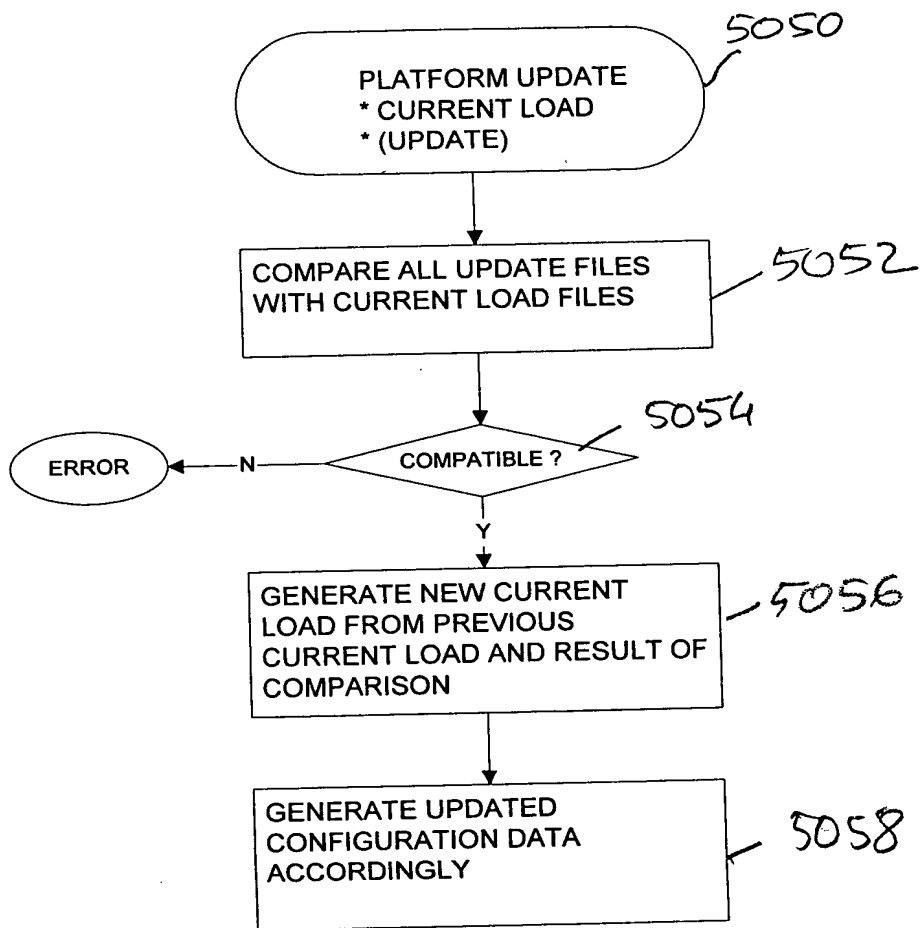 5050
PLATFORM UPDATE
* CURRENT LOAD
* (UPDATE)
COMPARE ALL UPDATE FILES
WITH CURRENT LOAD FILES
5052
5054
COMPATIBLE ?
N
ERROR
Y
GENERATE NEW CURRENT
LOAD FROM PREVIOUS
CURRENT LOAD AND RESULT OF
COMPARISON
5056
GENERATE UPDATED
CONFIGURATION DATA
ACCORDINGLY
5058